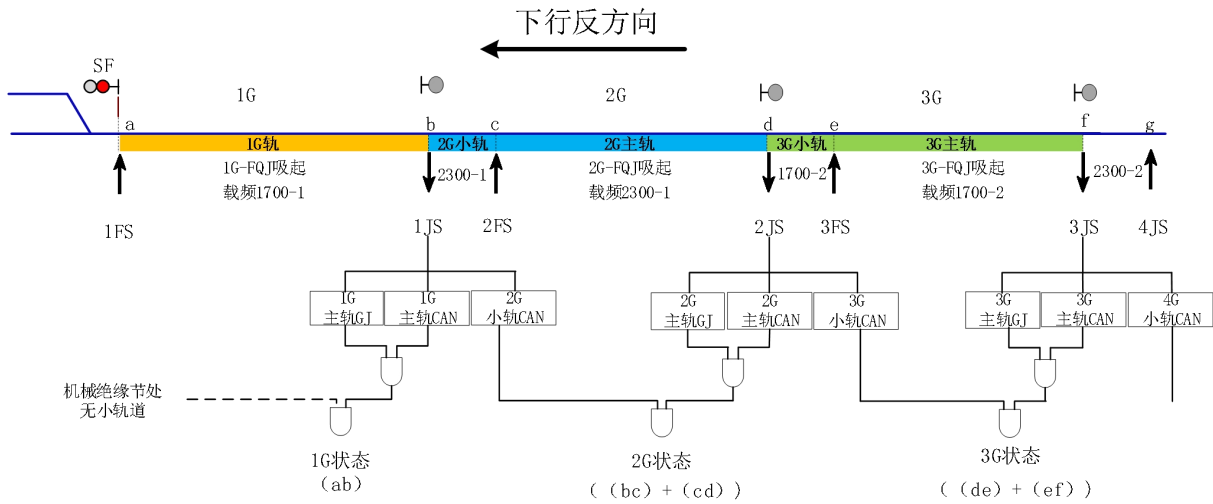 下行反方向
SF
1G
2G
3G
a
b
c
d
e
f
g
1G轨
2G小轨
2G主轨
3G小轨
3G主轨
1G-FQJ吸起
载频1700-1
2300-1
2G-FQJ吸起
载频2300-1
1700-2
3G-FQJ吸起
载频1700-2
2300-2
1FS
1JS
2FS
2JS
3FS
3JS
4JS
1G
主轨GJ
1G
主轨CAN
2G
小轨CAN
2G
主轨GJ
2G
主轨CAN
3G
小轨CAN
3G
主轨GJ
3G
主轨CAN
4G
小轨CAN
机械绝缘节处
无小轨道
1G状态
（ab）
2G状态
（（bc）+（cd））
3G状态
（（de）+（ef））